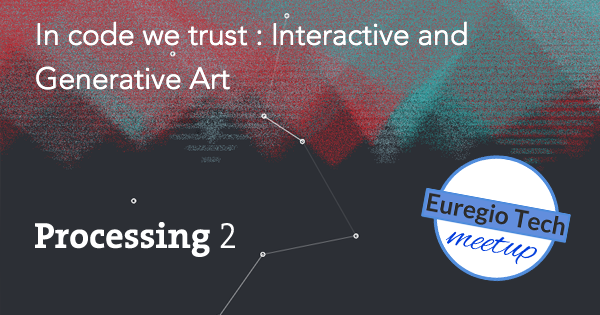 In code we trust : Interactive and
Generative Art
Processing 2
Euregio Tech
meetup